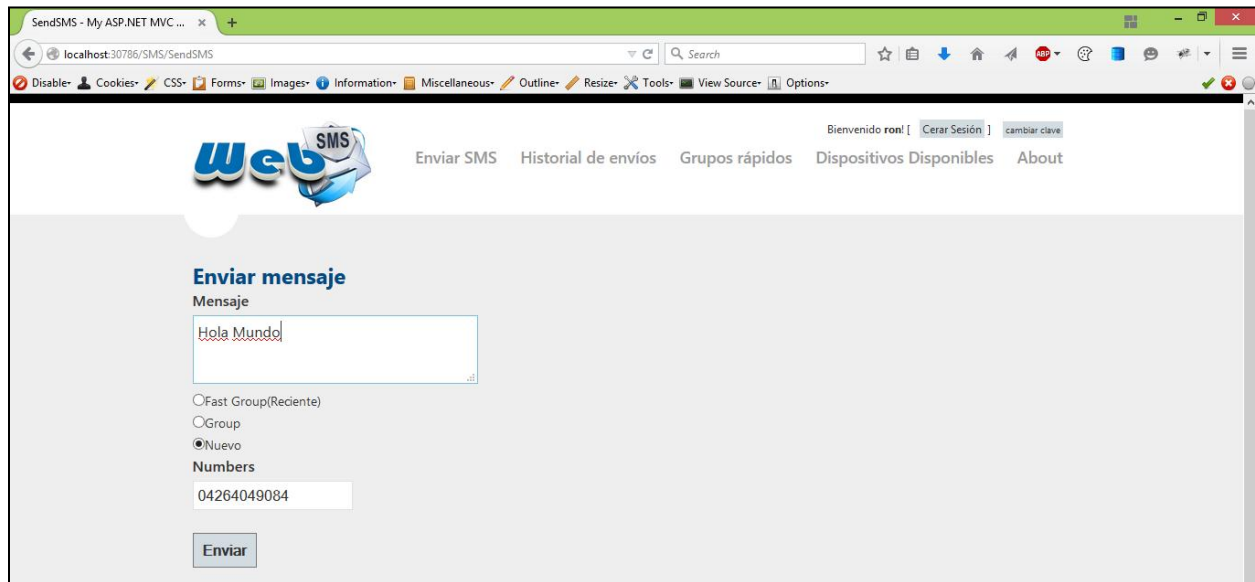 SendSMS - My ASP.NET MVC ...
localhost:30786/SMS/SendSMS
Search
ABP
Disable Cookies CSS Forms Images Information Miscellaneous Outline Resize Tools View Source Options
Web SMS
Bienvenido ron! [ Cerar Sesión ] cambiar clave
Enviar SMS Historial de envíos Grupos rápidos Dispositivos Disponibles About
Enviar mensaje
Mensaje
Hola Mundo
Fast Group(Reciente)
Group
Nuevo
Numbers
04264049084
Enviar